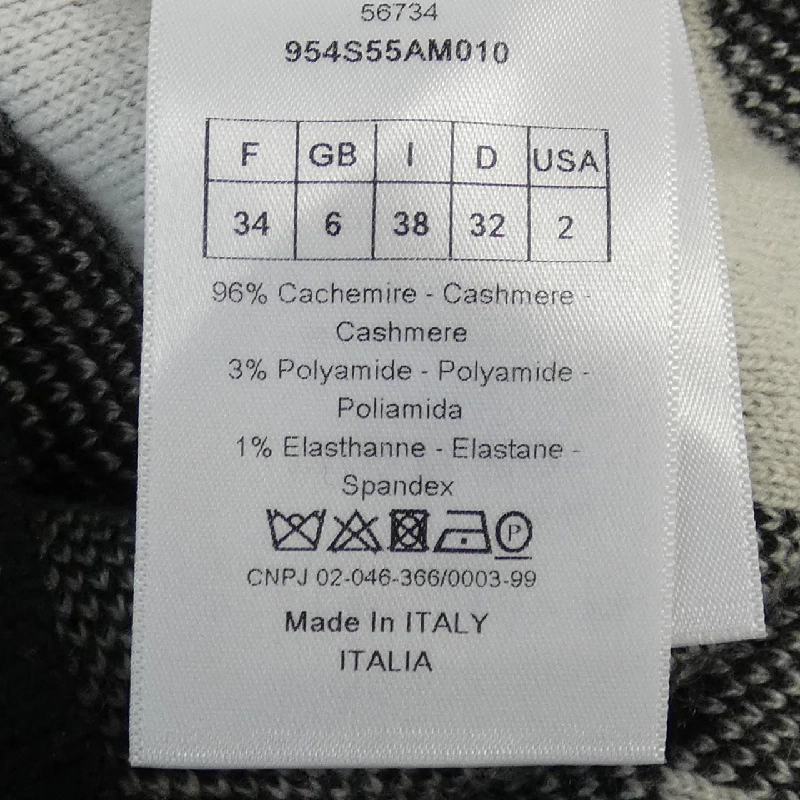 56734
954S55AM010
F GB I D USA
34 6 38 32 2
96% Cachemire - Cashmere -
Cashmere
3% Polyamide - Polyamide -
Poliamida
1% Elasthanne - Elastane -
Spandex
P
CNPJ 02-046-366/0003-99
Made In ITALY
ITALIA